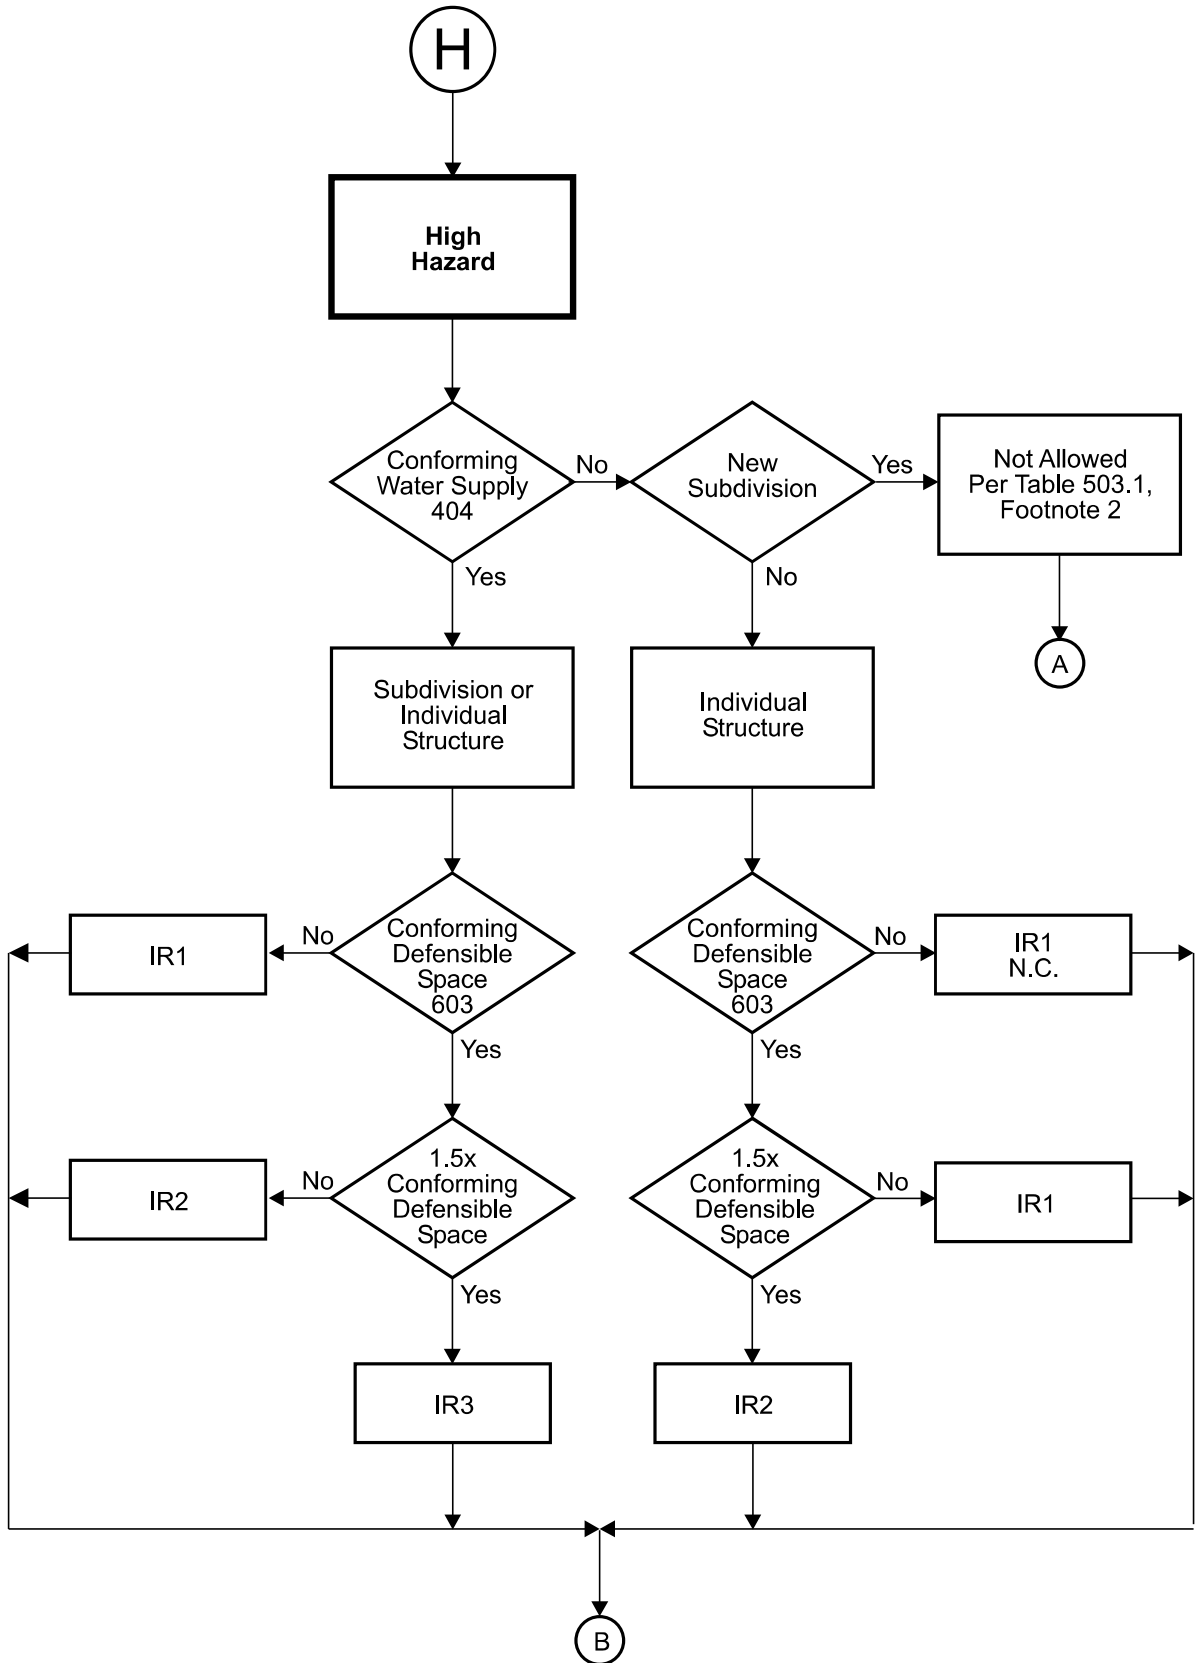 H
High
Hazard
Conforming
Water Supply
404
No
New
Subdivision
Yes
Not Allowed
Per Table 503.1,
Footnote 2
Yes
No
A
Subdivision or
Individual
Structure
Individual
Structure
IR1
No
Conforming
Defensible
Space
603
Conforming
Defensible
Space
603
No
IR1
N.C.
Yes
Yes
IR2
No
1.5x
Conforming
Defensible
Space
1.5x
Conforming
Defensible
Space
No
IR1
Yes
Yes
IR3
IR2
B